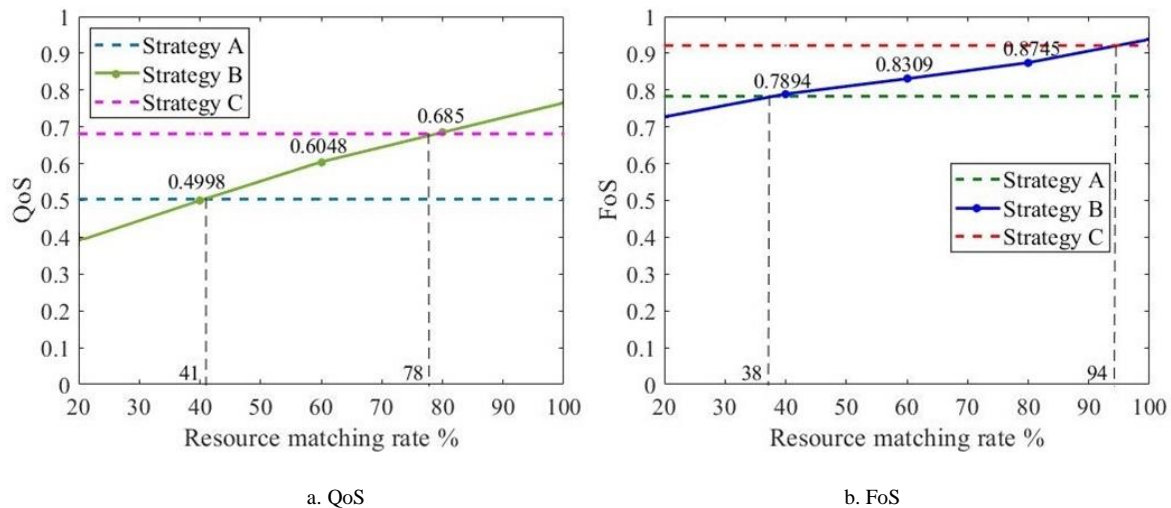 1
0.9
0.8
0.7
0.6
0.5
0.4
0.3
0.2
0.1
0
QoS
Strategy A
Strategy B
Strategy C
0.4998
0.6048
0.685
41
78
20 30 40 50 60 70 80 90 100
Resource matching rate %
a. QoS
1
0.9
0.8
0.7
0.6
0.5
0.4
0.3
0.2
0.1
0
FoS
0.7894
0.8309
0.8745
Strategy A
Strategy B
Strategy C
38
94
20 30 40 50 60 70 80 90 100
Resource matching rate %
b. FoS